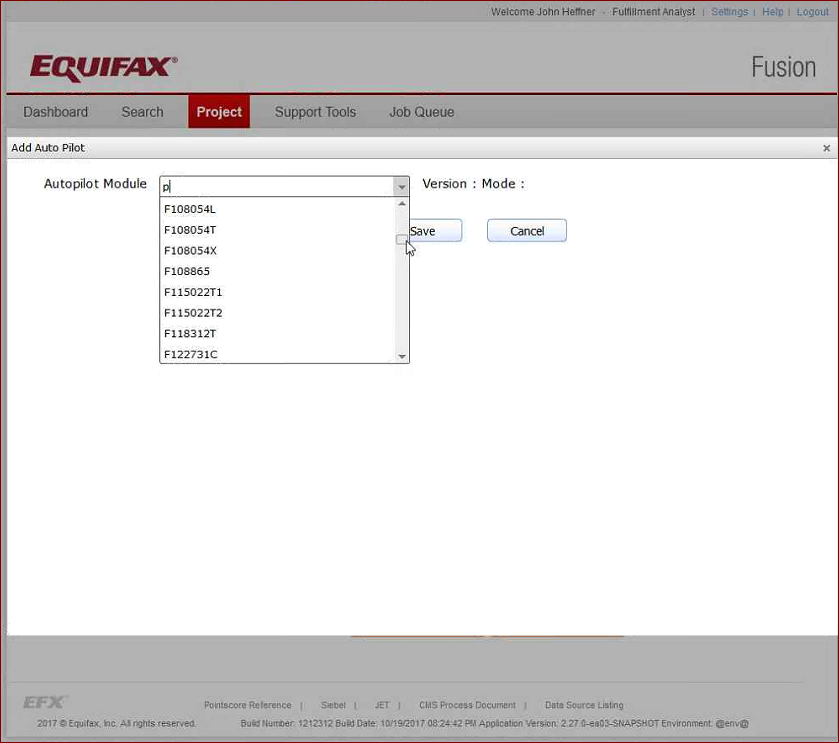 Welcome John Heffner - Fulfillment Analyst | Settings | Help | Logout
EQUIFAX®
Fusion
Dashboard Search Project Support Tools Job Queue
Add Auto Pilot ×
Autopilot Module p Version : Mode :
F108054L
F108054T
Save Cancel
F108054X
F108865
F115022T1
F115022T2
F118312T
F122731C
EFX
Pointscore Reference | Siebel | JET | CMS Process Document | Data Source Listing
2017 © Equifax, Inc. All rights reserved. Build Number: 1212312 Build Date: 10/19/2017 08:24:42 PM Application Version: 2.27.0-ea03-SNAPSHOT Environment: @env@